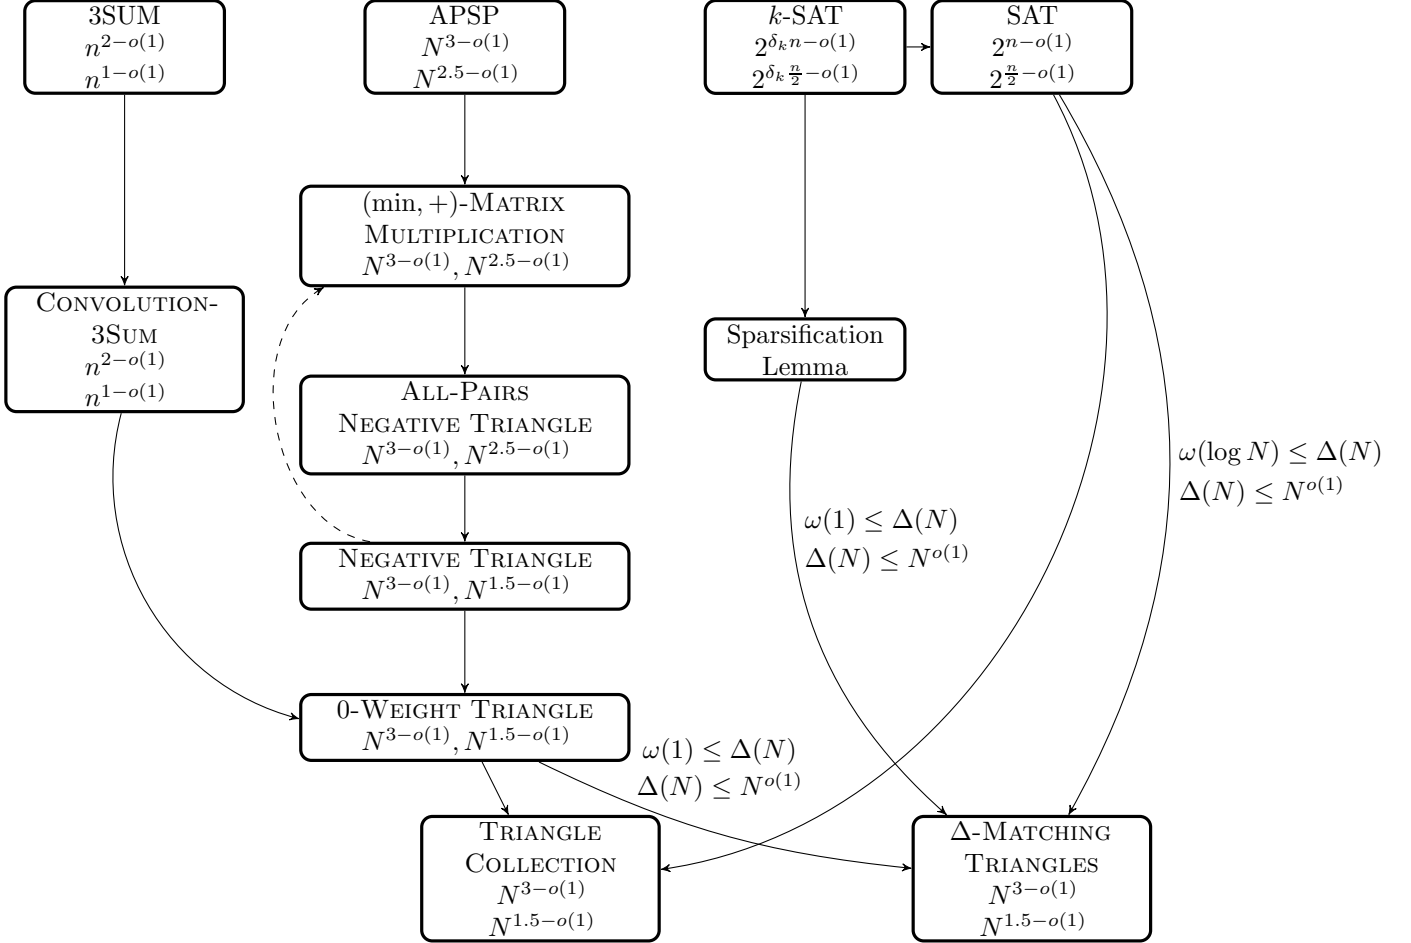 3SUM
n^{2−o(1)}
n^{1−o(1)}
APSP
N^{3−o(1)}
N^{2.5−o(1)}
k-SAT
2^{δ_k n−o(1)}
2^{δ_k \frac{n}{2}−o(1)}
SAT
2^{n−o(1)}
2^{\frac{n}{2}−o(1)}
(min, +)-MATRIX
MULTIPLICATION
N^{3−o(1)}, N^{2.5−o(1)}
CONVOLUTION-
3SUM
n^{2−o(1)}
n^{1−o(1)}
Sparsification
Lemma
ALL-PAIRS
NEGATIVE TRIANGLE
N^{3−o(1)}, N^{2.5−o(1)}
ω(log N) ≤ Δ(N)
Δ(N) ≤ N^{o(1)}
ω(1) ≤ Δ(N)
Δ(N) ≤ N^{o(1)}
NEGATIVE TRIANGLE
N^{3−o(1)}, N^{1.5−o(1)}
0-WEIGHT TRIANGLE
N^{3−o(1)}, N^{1.5−o(1)}
ω(1) ≤ Δ(N)
Δ(N) ≤ N^{o(1)}
TRIANGLE
COLLECTION
N^{3−o(1)}
N^{1.5−o(1)}
Δ-MATCHING
TRIANGLES
N^{3−o(1)}
N^{1.5−o(1)}